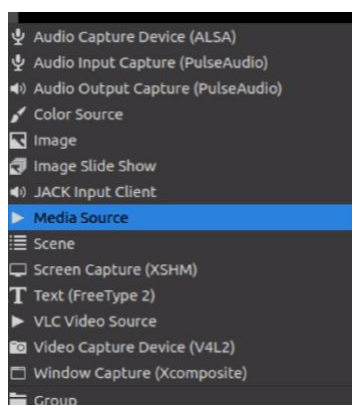 Audio Capture Device (ALSA)
Audio Input Capture (PulseAudio)
Audio Output Capture (PulseAudio)
Color Source
Image
Image Slide Show
JACK Input Client
Media Source
Scene
Screen Capture (XSHM)
Text (FreeType 2)
VLC Video Source
Video Capture Device (V4L2)
Window Capture (Xcomposite)
Group